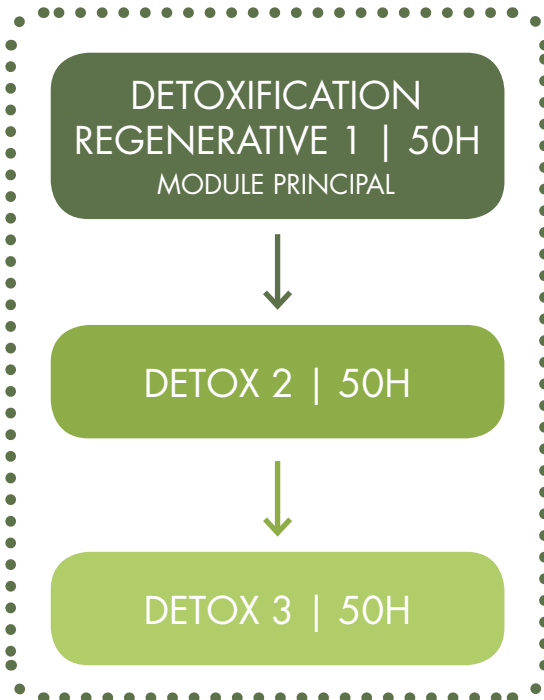 DETOXIFICATION
REGENERATIVE 1 | 50H
MODULE PRINCIPAL
DETOX 2 | 50H
DETOX 3 | 50H